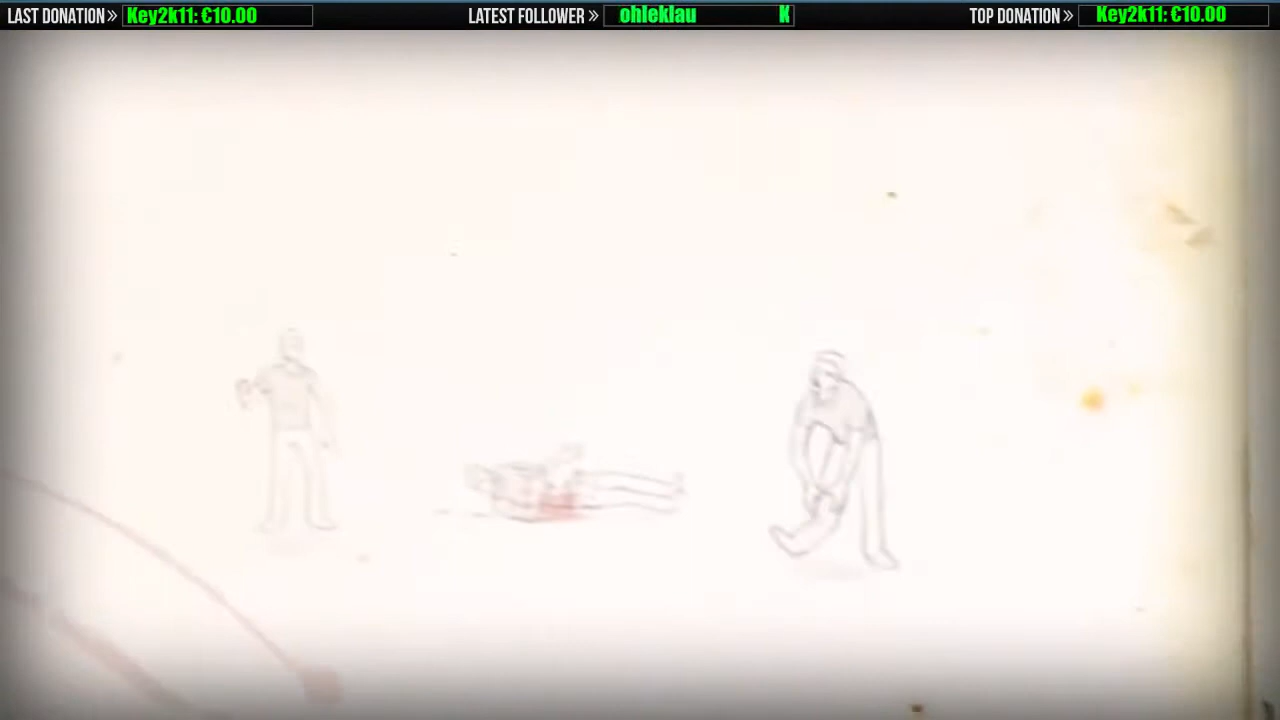 LAST DONATION» Key2k11: €10.00 LATEST FOLLOWER» ohleklau K TOP DONATION» Key2k11: €10.00